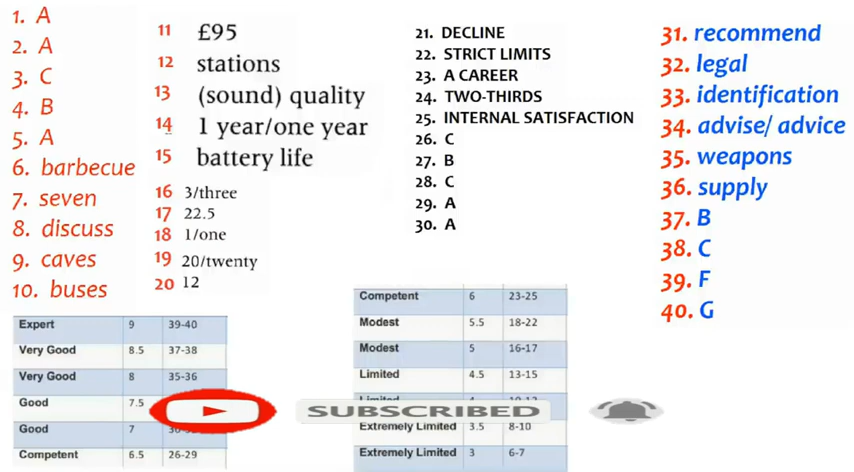 1. A
2. A
3. C
4. B
5. A
6. barbecue
7. seven
8. discuss
9. caves
10. buses
11 £95
12 stations
13 (sound) quality
14 1 year/one year
15 battery life
16 3/three
17 22.5
18 1/one
19 20/twenty
20 12
21. DECLINE
22. STRICT LIMITS
23. A CAREER
24. TWO-THIRDS
25. INTERNAL SATISFACTION
26. C
27. B
28. C
29. A
30. A
31. recommend
32. legal
33. identification
34. advise/ advice
35. weapons
36. supply
37. B
38. C
39. F
40. G
Expert 9 39-40
Very Good 8.5 37-38
Very Good 8 35-36
Good 7.5
Good 7
Competent 6.5 26-29
Competent 6 23-25
Modest 5.5 18-22
Modest 5 16-17
Limited 4.5 13-15
Limited 4
Extremely Limited 3.5 8-10
Extremely Limited 3 6-7
SUBSCRIBED